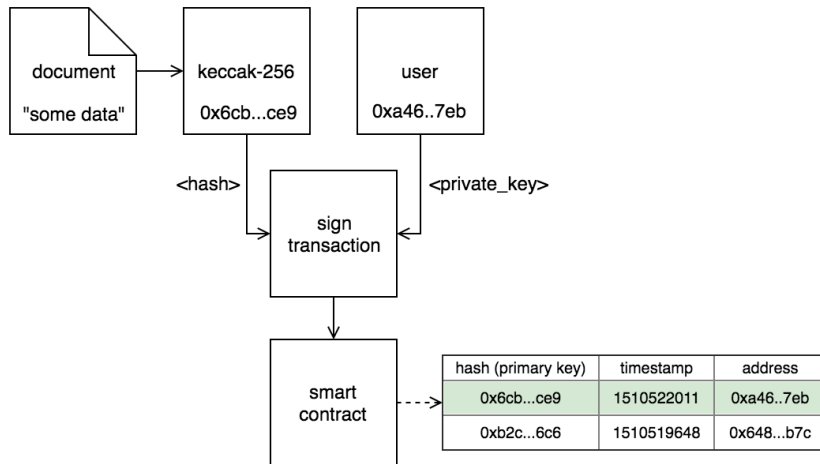 document
"some data"
keccak-256
0x6cb...ce9
user
0xa46..7eb
<hash>
<private_key>
sign
transaction
smart
contract
hash (primary key) timestamp address
0x6cb...ce9 1510522011 0xa46..7eb
0xb2c...6c6 1510519648 0x648...b7c